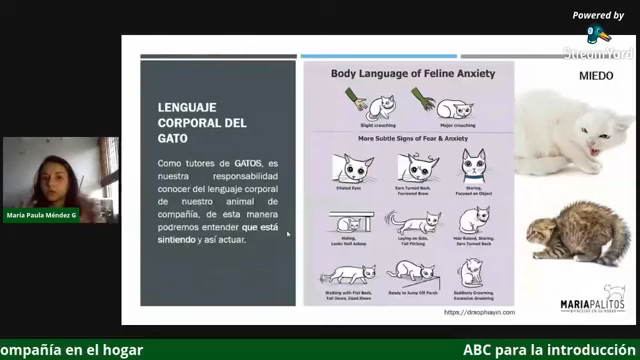 Powered by
StreamYard
LENGUAJE
CORPORAL DEL
GATO
Como tutores de GATOS, es
nuestra responsabilidad
conocer del lenguaje corporal
de nuestro animal de
compañía, de esta manera
podremos entender que está
sintiendo y así actuar.
Body Language of Feline Anxiety
Slight crouching
Major crouching
More Subtle Signs of Fear & Anxiety
Dilated Eyes
Ears Turned Back,
Furrowed Brow
Staring,
Focused on Object
Hiding,
Looks Half Asleep
Laying on Side,
Tail Flicking
Hair Raised, Staring,
Ears Turned Back
Walking with Flat Back,
Tail Down, Head Down
Ready to Jump Off Perch
Suddenly Grooming,
Excessive Grooming
MIEDO
MARIAPALITOS
https://drsophiayin.com
María Paula Méndez G
ompañía en el hogar
ABC para la introducción